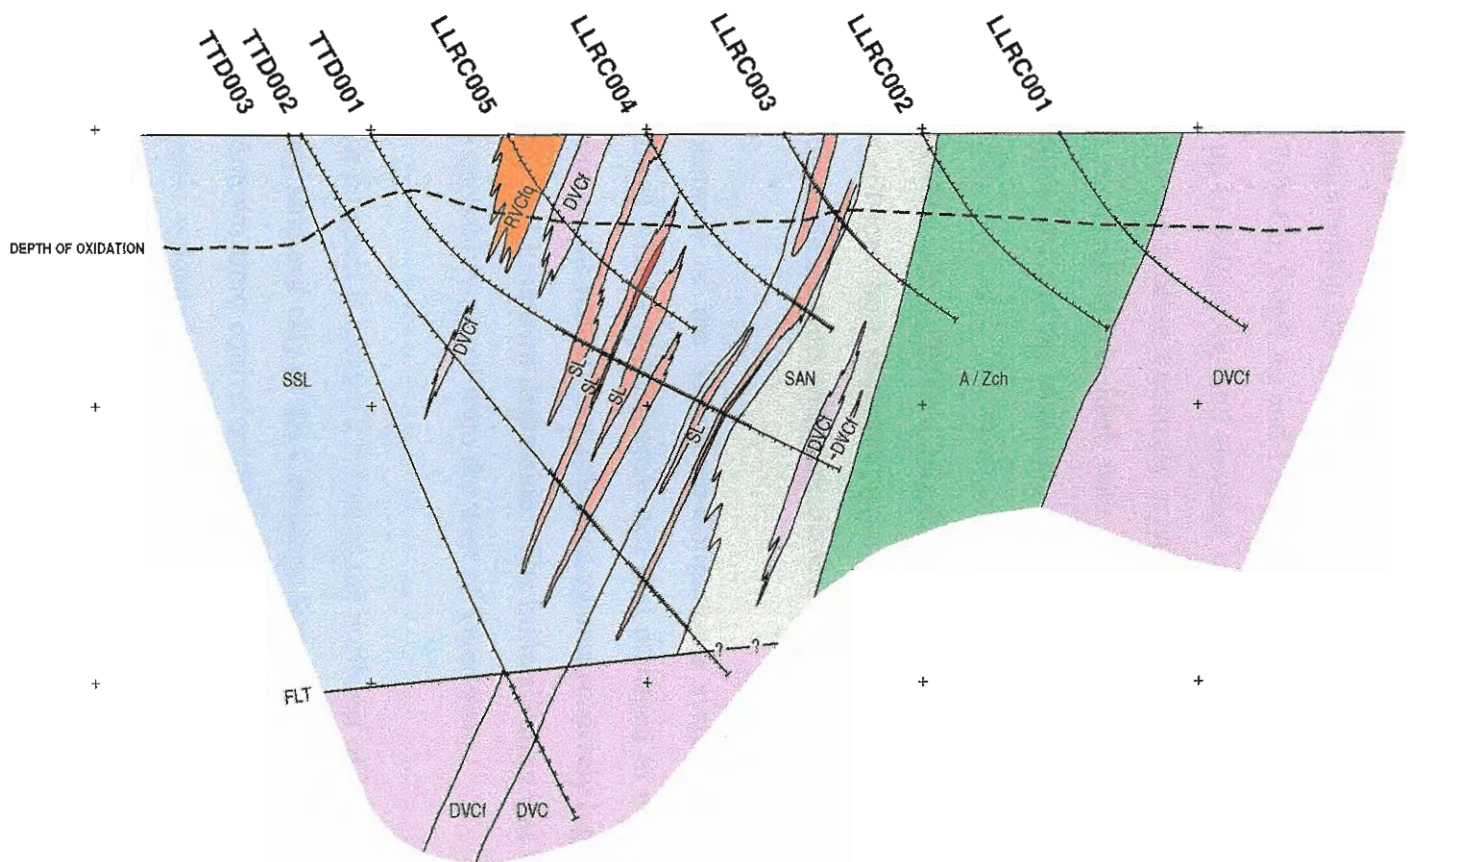 TTD003
TTD002
TTD001
LLRC005
LLRC004
LLRC003
LLRC002
LLRC001
RVCfq
DVCf
DEPTH OF OXIDATION
DVCf
SSL
SL
SL
SL
SL
SAN
A / Zch
DVCf
DVCf
DVCf
? ?
FLT
DVCf
DVC